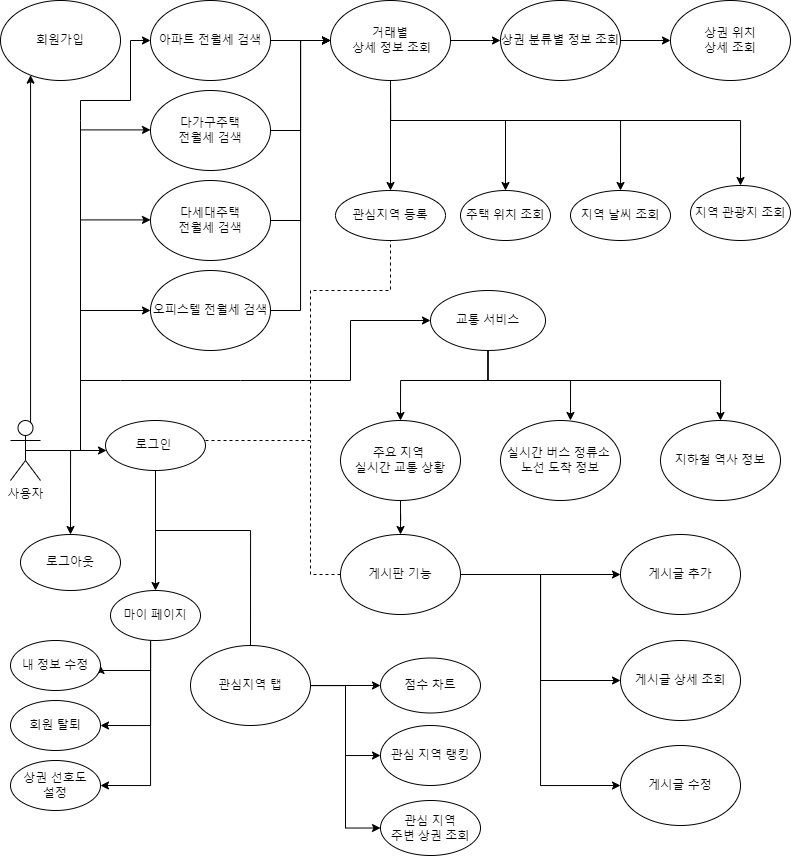 회원가입
아파트 전월세 검색
거래별
상세 정보 조회
상권 분류별 정보 조회
상권 위치
상세 조회
다가구주택
전월세 검색
다세대주택
전월세 검색
관심지역 등록
주택 위치 조회
지역 날씨 조회
지역 관광지 조회
오피스텔 전월세 검색
교통 서비스
로그인
사용자
주요 지역
실시간 교통 상황
실시간 버스 정류소
노선 도착 정보
지하철 역사 정보
로그아웃
게시판 기능
게시글 추가
마이 페이지
내 정보 수정
관심지역 탭
점수 차트
게시글 상세 조회
회원 탈퇴
관심 지역 랭킹
상권 선호도
설정
게시글 수정
관심 지역
주변 상권 조회